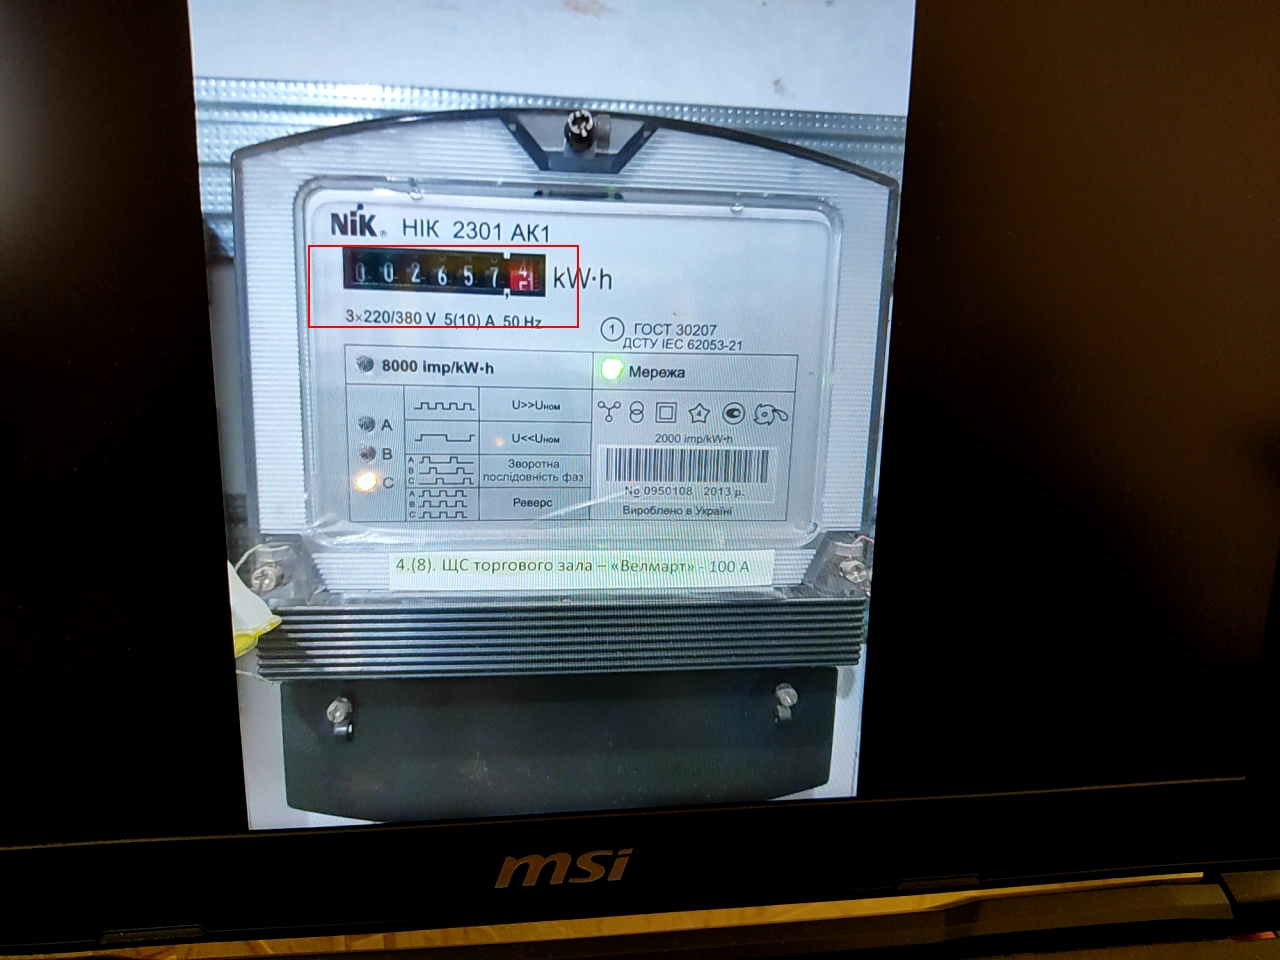 NiK ® НІК 2301 АК1
0 0 2 6 5 7 , 4 kW·h
3×220/380 V 5(10) A 50 Hz
1 ГОСТ 30207
ДСТУ IEC 62053-21
8000 imp/kW·h
Мережа
A
B
C
U>>Uном
U<<Uном
A
B
C
Зворотна
послідовність фаз
A
B
C
Реверс
4
2000 imp/kW·h
№ 0950108 2013 р.
Вироблено в Україні
4.(8). ЩС торгового зала – «Велмарт» - 100 А
msi